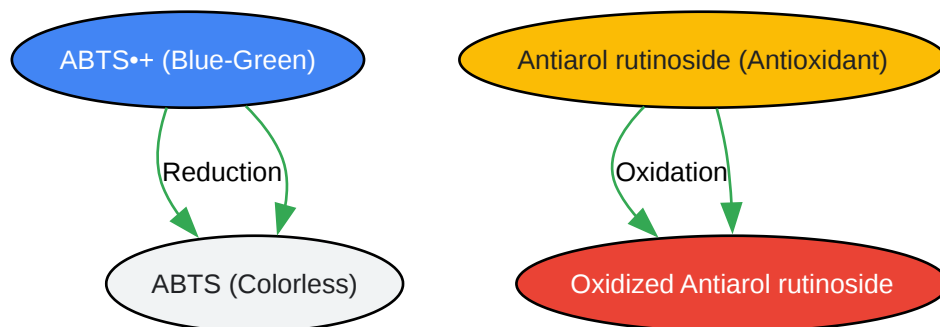 ABTS•+ (Blue-Green)
Antiarol rutinoside (Antioxidant)
Reduction
Oxidation
ABTS (Colorless)
Oxidized Antiarol rutinoside